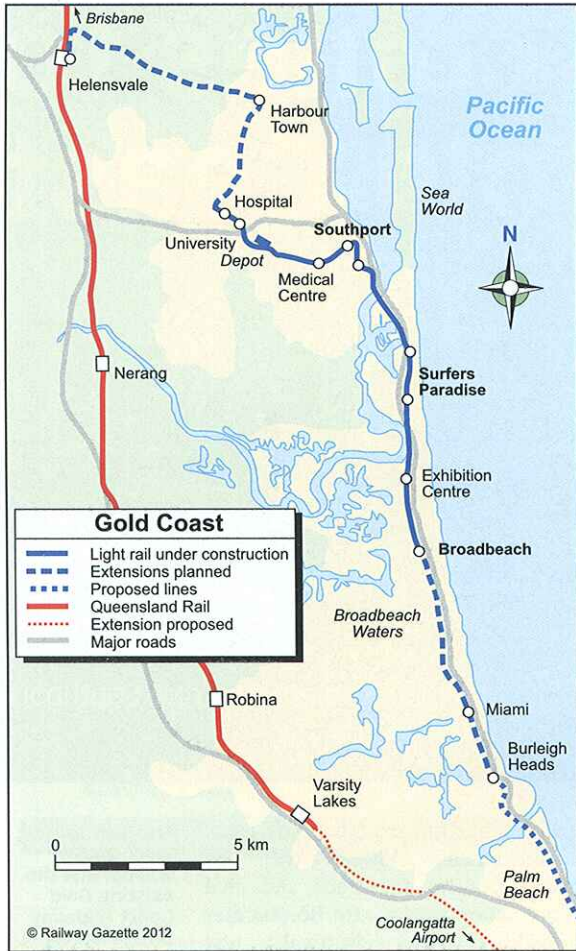 Brisbane
Helensvale
Harbour
Town
Pacific
Ocean
Sea
World
Hospital
University
Depot
Southport
Medical
Centre
N
Nerang
Surfers
Paradise
Exhibition
Centre
Gold Coast
Light rail under construction
Extensions planned
Proposed lines
Queensland Rail
Extension proposed
Major roads
Broadbeach
Broadbeach
Waters
Robina
Miami
Burleigh
Heads
Varsity
Lakes
0 5 km
Palm
Beach
Coolangatta
Airport
© Railway Gazette 2012